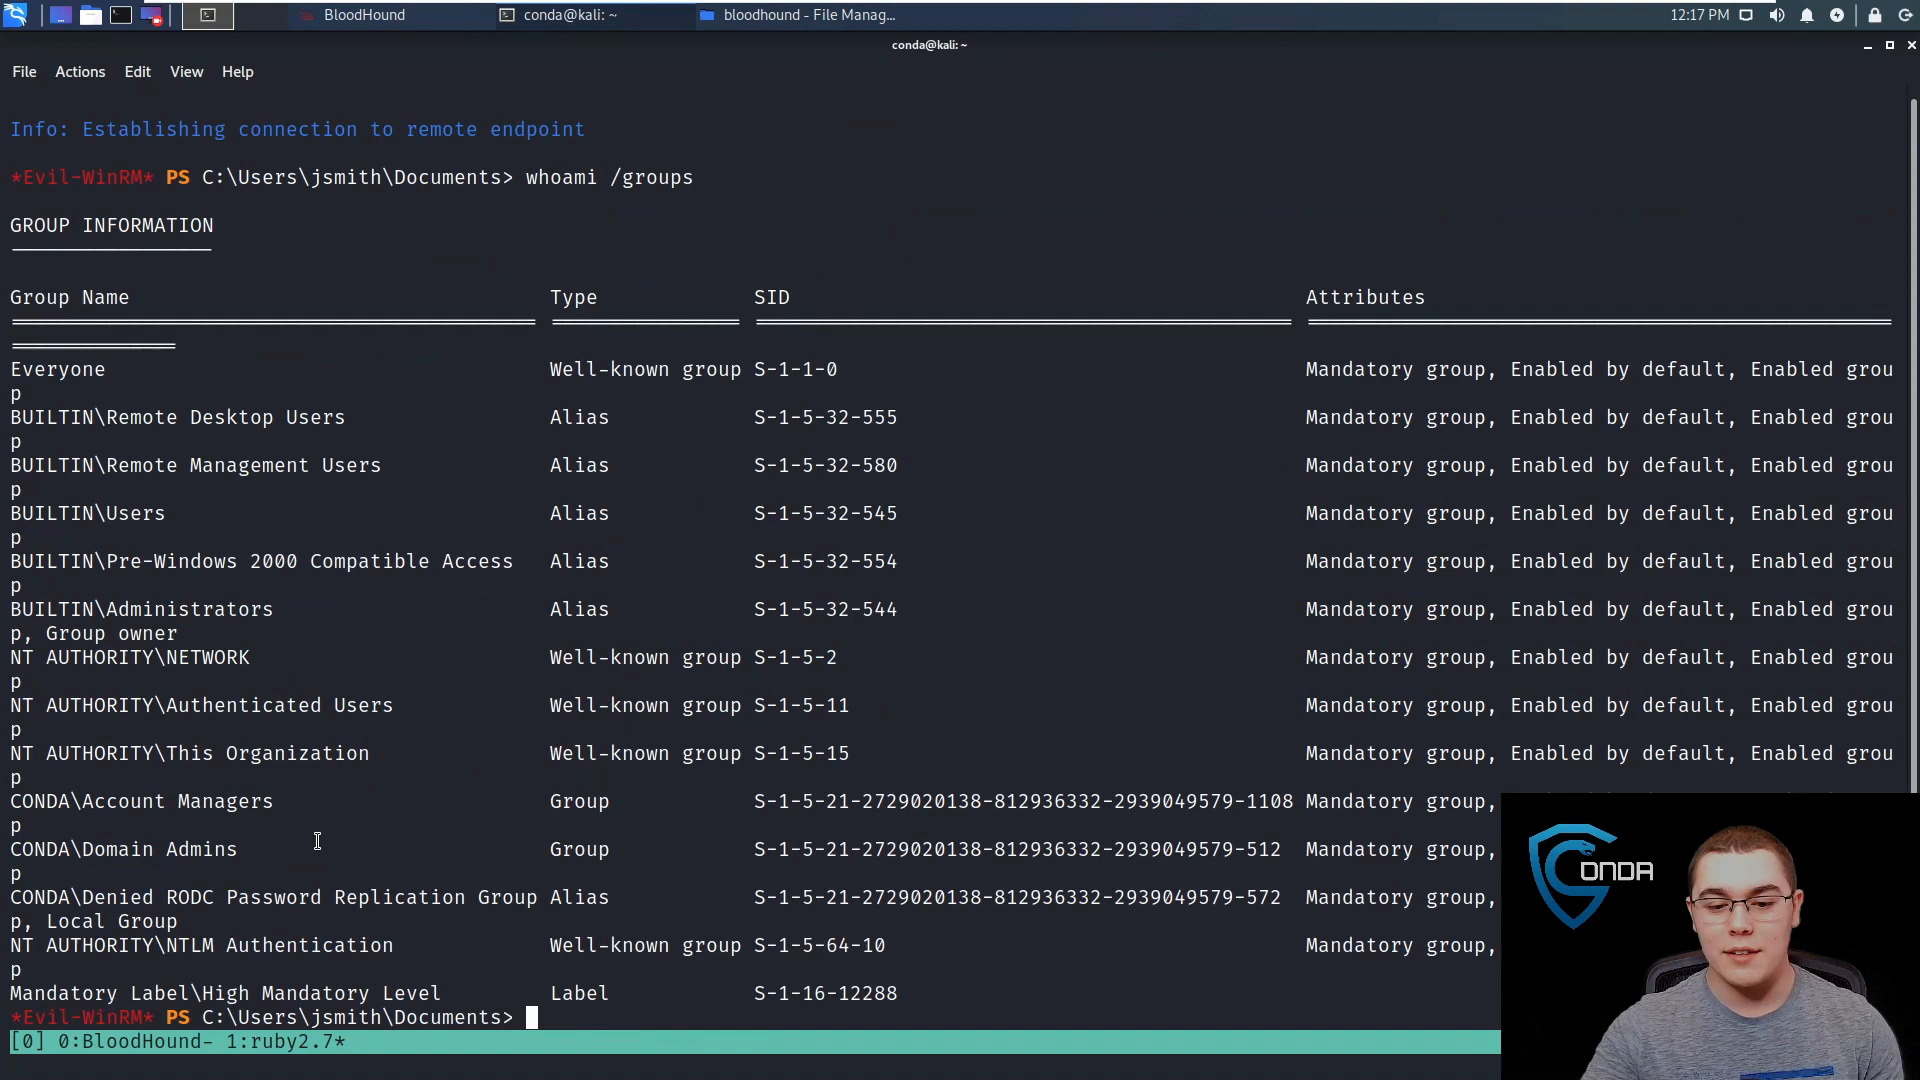 BloodHound
conda@kali: ~
bloodhound - File Manag...
12:17 PM
conda@kali: ~
File Actions Edit View Help
Info: Establishing connection to remote endpoint
*Evil-WinRM* PS C:\Users\jsmith\Documents> whoami /groups
GROUP INFORMATION
Group Name Type SID Attributes
Everyone Well-known group S-1-1-0 Mandatory group, Enabled by default, Enabled grou
p
BUILTIN\Remote Desktop Users Alias S-1-5-32-555 Mandatory group, Enabled by default, Enabled grou
p
BUILTIN\Remote Management Users Alias S-1-5-32-580 Mandatory group, Enabled by default, Enabled grou
p
BUILTIN\Users Alias S-1-5-32-545 Mandatory group, Enabled by default, Enabled grou
p
BUILTIN\Pre-Windows 2000 Compatible Access Alias S-1-5-32-554 Mandatory group, Enabled by default, Enabled grou
p
BUILTIN\Administrators Alias S-1-5-32-544 Mandatory group, Enabled by default, Enabled grou
p, Group owner
NT AUTHORITY\NETWORK Well-known group S-1-5-2 Mandatory group, Enabled by default, Enabled grou
p
NT AUTHORITY\Authenticated Users Well-known group S-1-5-11 Mandatory group, Enabled by default, Enabled grou
p
NT AUTHORITY\This Organization Well-known group S-1-5-15 Mandatory group, Enabled by default, Enabled grou
p
CONDA\Account Managers Group S-1-5-21-2729020138-812936332-2939049579-1108 Mandatory group,
p
CONDA\Domain Admins Group S-1-5-21-2729020138-812936332-2939049579-512 Mandatory group,
p
CONDA\Denied RODC Password Replication Group Alias S-1-5-21-2729020138-812936332-2939049579-572 Mandatory group,
p, Local Group
NT AUTHORITY\NTLM Authentication Well-known group S-1-5-64-10 Mandatory group,
p
Mandatory Label\High Mandatory Level Label S-1-16-12288
*Evil-WinRM* PS C:\Users\jsmith\Documents>
[0] 0:BloodHound- 1:ruby2.7*
CONDA